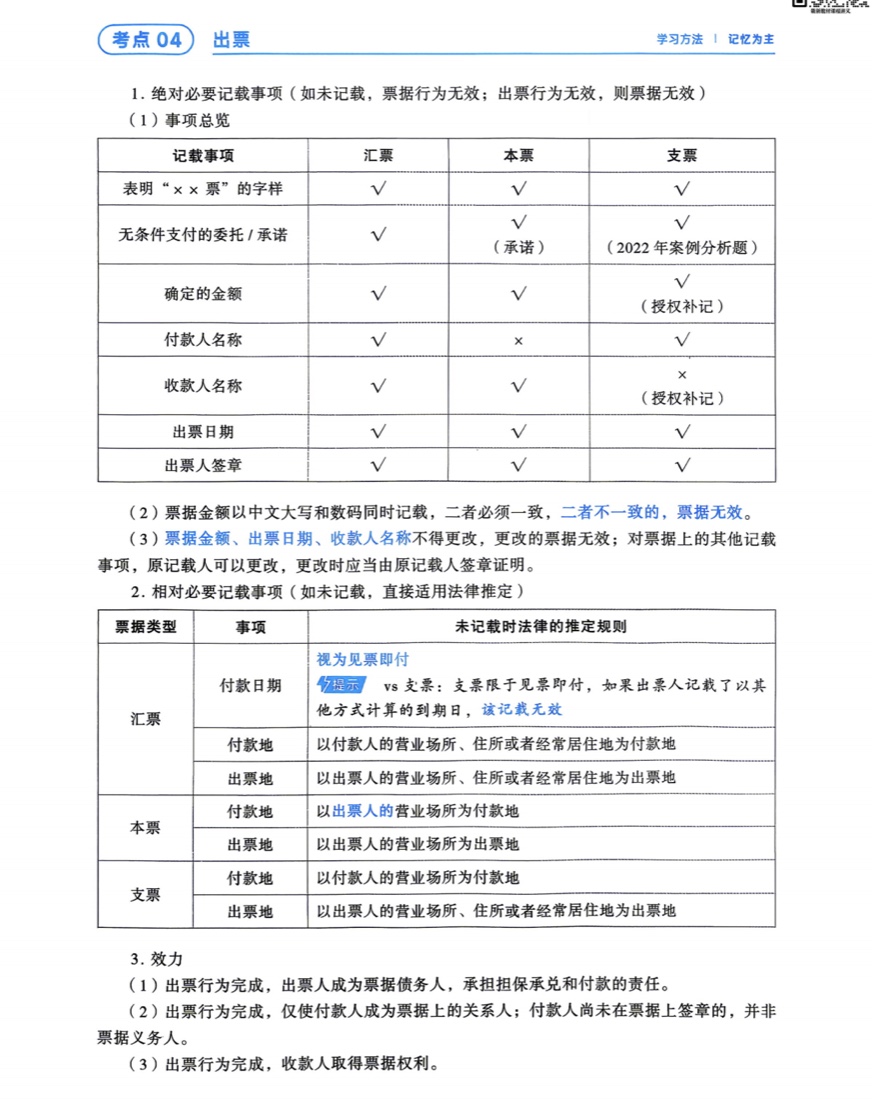 考点 04 出票
学习方法 | 记忆为主
1. 绝对必要记载事项（如未记载，票据行为无效；出票行为无效，则票据无效）
（1）事项总览
记载事项 汇票 本票 支票
表明“××票”的字样 √ √ √
无条件支付的委托/承诺 √ √（承诺） √（2022年案例分析题）
确定的金额 √ √ √（授权补记）
付款人名称 √ × √
收款人名称 √ √ ×（授权补记）
出票日期 √ √ √
出票人签章 √ √ √
（2）票据金额以中文大写和数码同时记载，二者必须一致，二者不一致的，票据无效。
（3）票据金额、出票日期、收款人名称不得更改，更改的票据无效；对票据上的其他记载
事项，原记载人可以更改，更改时应当由原记载人签章证明。
2. 相对必要记载事项（如未记载，直接适用法律推定）
票据类型 事项 未记载时法律的推定规则
汇票
付款日期
视为见票即付
提示 vs 支票：支票限于见票即付，如果出票人记载了以其
他方式计算的到期日，该记载无效
付款地 以付款人的营业场所、住所或者经常居住地为付款地
出票地 以出票人的营业场所、住所或者经常居住地为出票地
本票
付款地 以出票人的营业场所为付款地
出票地 以出票人的营业场所为出票地
支票
付款地 以付款人的营业场所为付款地
出票地 以出票人的营业场所、住所或者经常居住地为出票地
3. 效力
（1）出票行为完成，出票人成为票据债务人，承担担保承兑和付款的责任。
（2）出票行为完成，仅使付款人成为票据上的关系人；付款人尚未在票据上签章的，并非
票据义务人。
（3）出票行为完成，收款人取得票据权利。